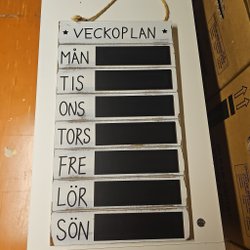 ★ VECKOPLAN ★
MÅN
TIS
ONS
TORS
FRE
LÖR
SÖN